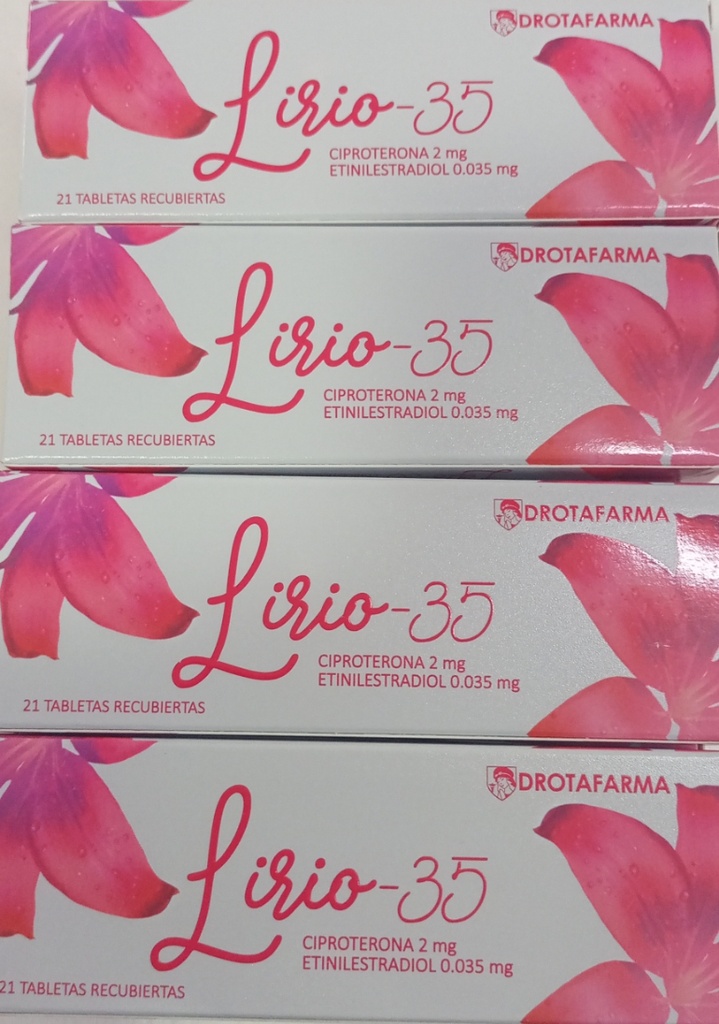 DROTAFARMA
Lirio-35
CIPROTERONA 2 mg
ETINILESTRADIOL 0.035 mg
21 TABLETAS RECUBIERTAS
DROTAFARMA
Lirio-35
CIPROTERONA 2 mg
ETINILESTRADIOL 0.035 mg
21 TABLETAS RECUBIERTAS
DROTAFARMA
Lirio-35
CIPROTERONA 2 mg
ETINILESTRADIOL 0.035 mg
21 TABLETAS RECUBIERTAS
DROTAFARMA
Lirio-35
CIPROTERONA 2 mg
ETINILESTRADIOL 0.035 mg
21 TABLETAS RECUBIERTAS